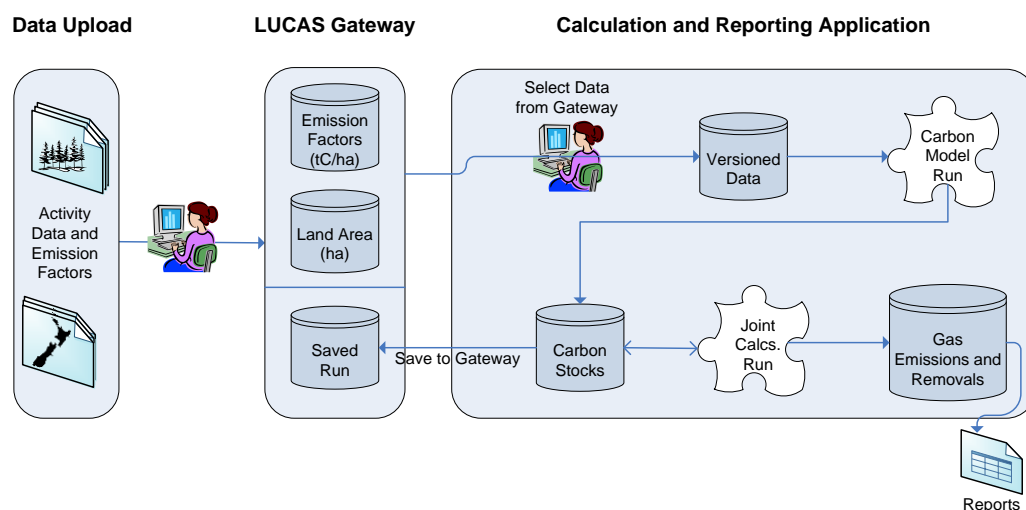 Data Upload
LUCAS Gateway
Calculation and Reporting Application
Activity
Data and
Emission
Factors
Emission
Factors
(tC/ha)
Land Area
(ha)
Saved
Run
Select Data
from Gateway
Versioned
Data
Carbon
Model
Run
Save to Gateway
Carbon
Stocks
Joint
Calcs.
Run
Gas
Emissions and
Removals
Reports